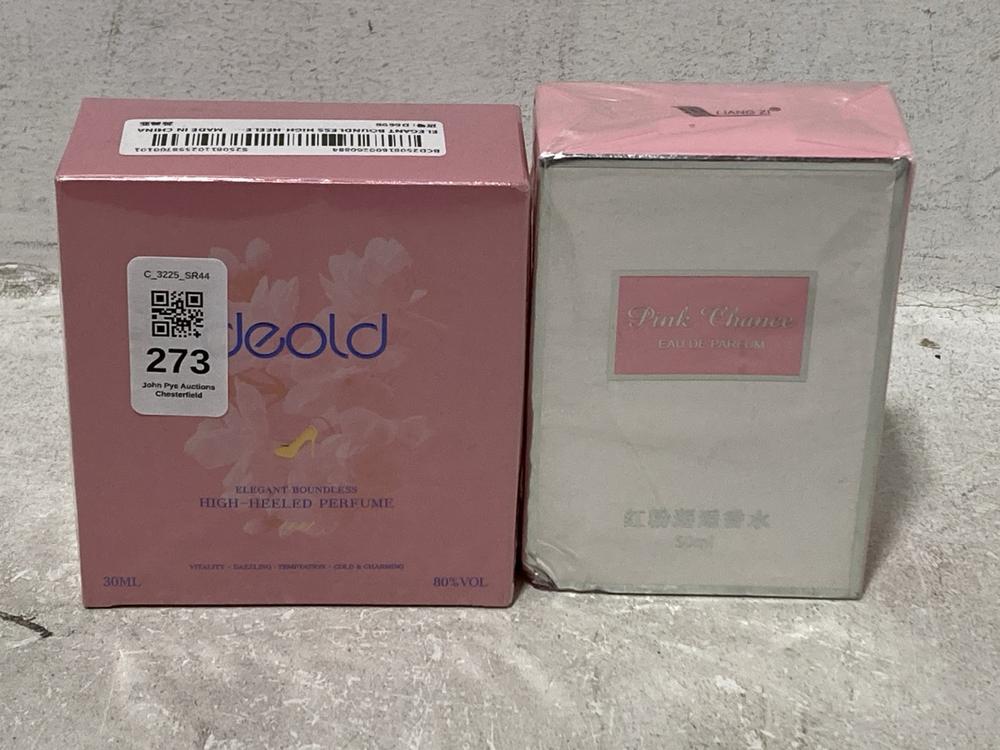 ELEGANT BOUNDLESS HIGH HEELE MADE IN CHINA
C_3225_SR44
273
John Pye Auctions
Chesterfield
deold
ELEGANT BOUNDLESS
HIGH-HEELED PERFUME
VITALITY · DAZZLING · TEMPTATION · COLD & CHARMING
30ML
80%VOL
LIANG ZI
Pink Chance
EAU DE PARFUM
50ml